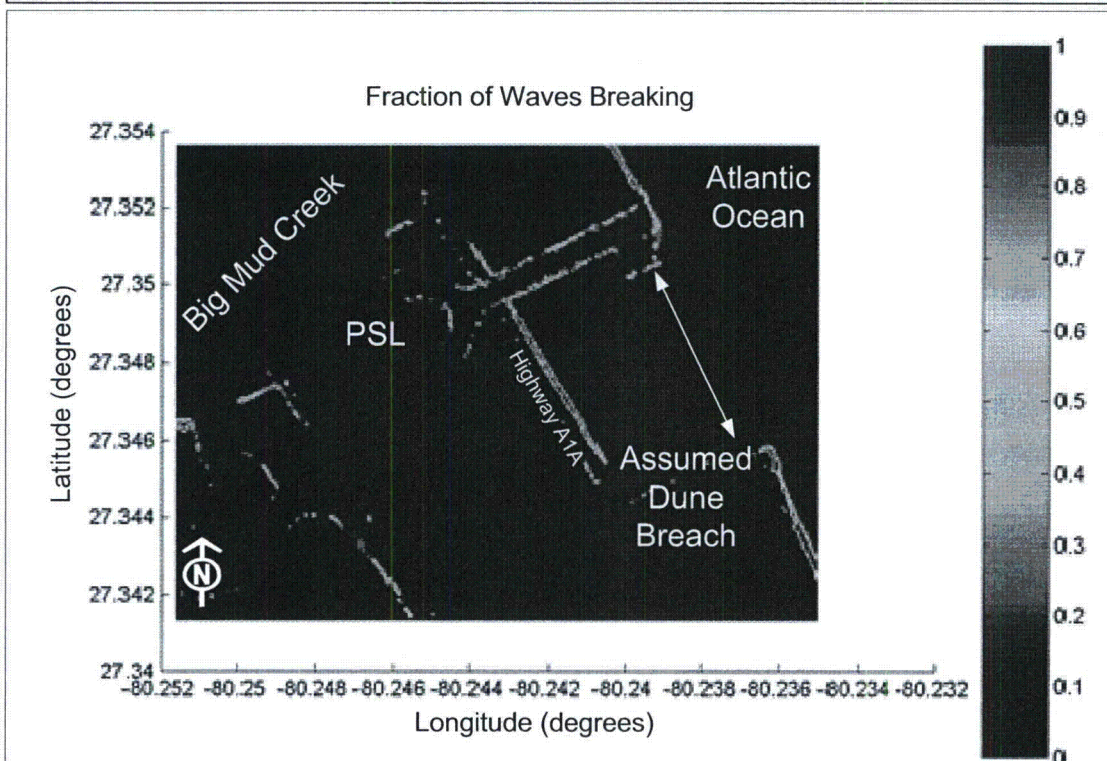 Fraction of Waves Breaking
27.354
27.352
27.35
27.348
27.346
27.344
27.342
27.34
Latitude (degrees)
Big Mud Creek
Atlantic
Ocean
PSL
Highway A1A
Assumed
Dune
Breach
N
-80.252 -80.25 -80.248 -80.246 -80.244 -80.242 -80.24 -80.238 -80.236 -80.234 -80.232
Longitude (degrees)
1
0.9
0.8
0.7
0.6
0.5
0.4
0.3
0.2
0.1
0